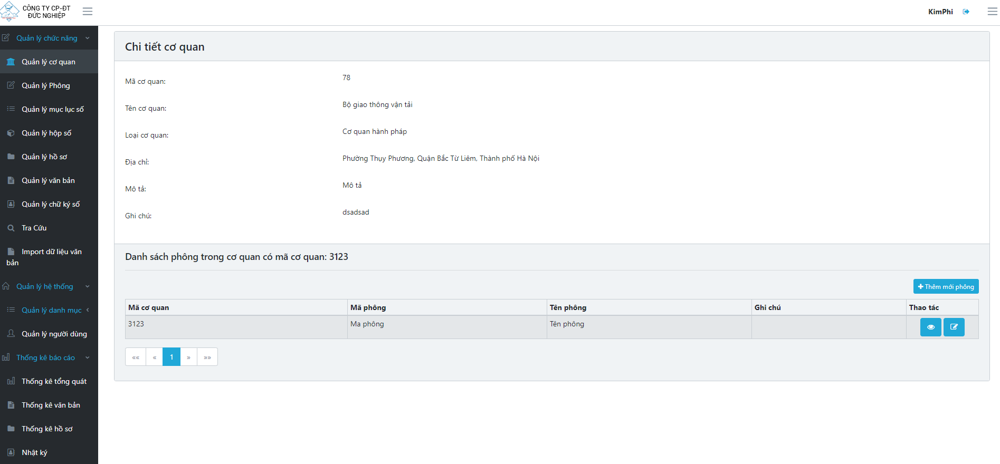 CÔNG TY CP-ĐT
ĐỨC NGHIỆP
KimPhi
Quản lý chức năng
Quản lý cơ quan
Quản lý Phông
Quản lý mục lục số
Quản lý hộp số
Quản lý hồ sơ
Quản lý văn bản
Quản lý chữ ký số
Tra Cứu
Import dữ liệu văn
bản
Quản lý hệ thống
Quản lý danh mục
Quản lý người dùng
Thống kê báo cáo
Thống kê tổng quát
Thống kê văn bản
Thống kê hồ sơ
Nhật ký
Chi tiết cơ quan
Mã cơ quan: 78
Tên cơ quan: Bộ giao thông vận tải
Loại cơ quan: Cơ quan hành pháp
Địa chỉ: Phường Thụy Phương, Quận Bắc Từ Liêm, Thành phố Hà Nội
Mô tả: Mô tả
Ghi chú: dsadsad
Danh sách phông trong cơ quan có mã cơ quan: 3123
Thêm mới phông
Mã cơ quan Mã phông Tên phông Ghi chú Thao tác
3123 Ma phông Tên phông
«« « 1 » »»